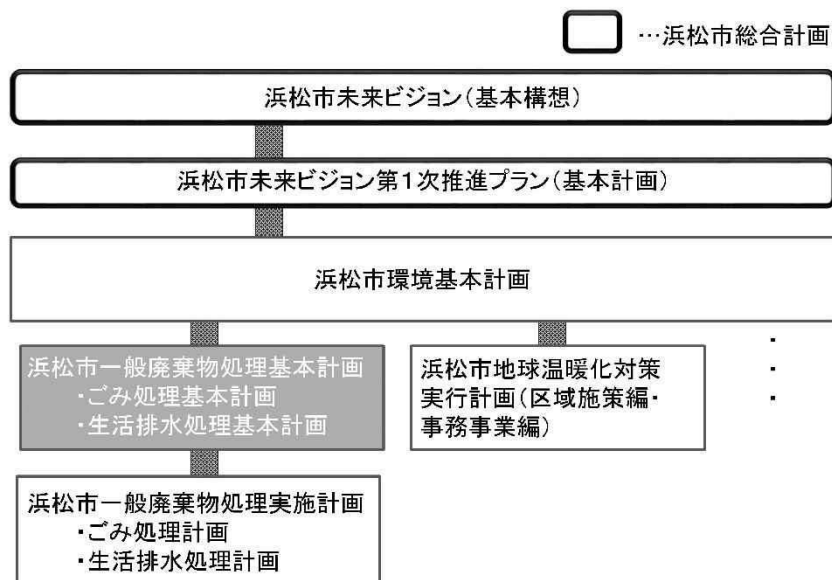 …浜松市総合計画
浜松市未来ビジョン(基本構想)
浜松市未来ビジョン第1次推進プラン(基本計画)
浜松市環境基本計画
浜松市一般廃棄物処理基本計画
・ごみ処理基本計画
・生活排水処理基本計画
浜松市地球温暖化対策
実行計画(区域施策編・
事務事業編)
・
・
・
浜松市一般廃棄物処理実施計画
・ごみ処理計画
・生活排水処理計画